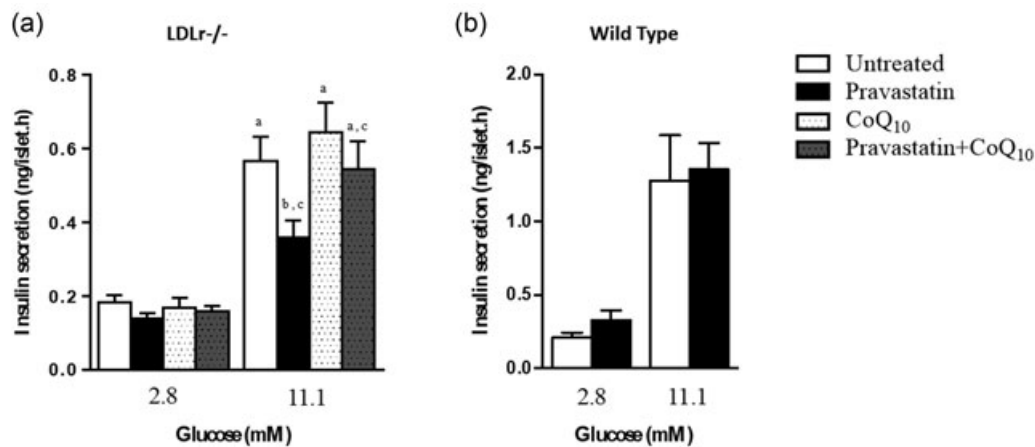 (a)
LDLr-/-
Insulin secretion (ng/islet.h)
0.8
0.6
0.4
0.2
0.0
a
b,c
a
a,c
2.8
11.1
Glucose (mM)
(b)
Wild Type
Insulin secretion (ng/islet.h)
2.0
1.5
1.0
0.5
0.0
2.8
11.1
Glucose (mM)
Untreated
Pravastatin
CoQ₁₀
Pravastatin+CoQ₁₀